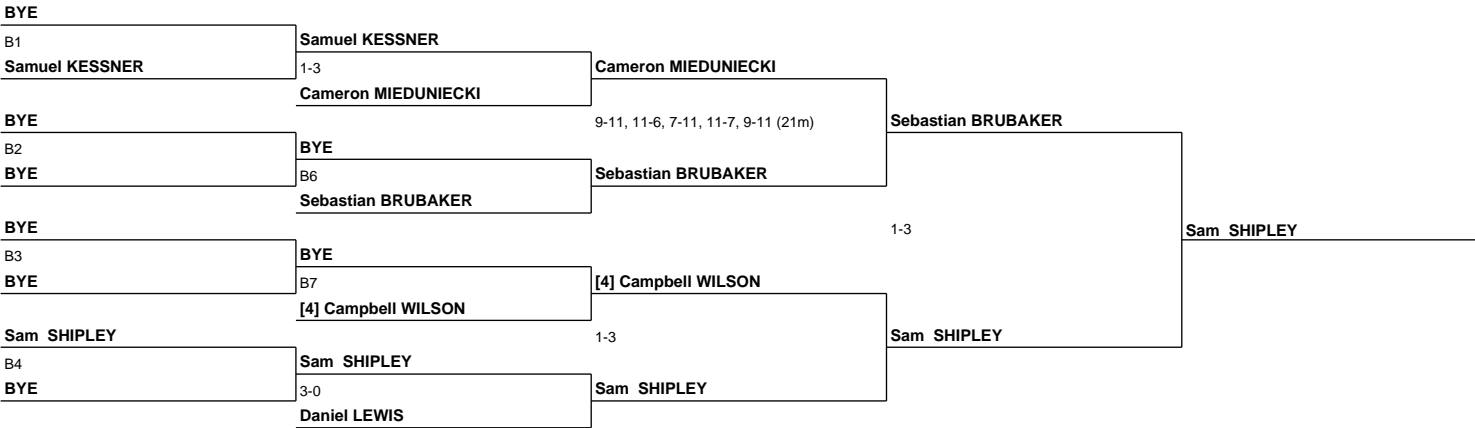 BYE
B1
Samuel KESSNER
Samuel KESSNER
1-3
Cameron MIEDUNIECKI
Cameron MIEDUNIECKI
BYE
B2
BYE
BYE
B6
Sebastian BRUBAKER
9-11, 11-6, 7-11, 11-7, 9-11 (21m)
Sebastian BRUBAKER
Sebastian BRUBAKER
BYE
B3
BYE
BYE
B7
[4] Campbell WILSON
[4] Campbell WILSON
1-3
Sam SHIPLEY
Sam SHIPLEY
B4
BYE
Sam SHIPLEY
3-0
Daniel LEWIS
1-3
Sam SHIPLEY
Sam SHIPLEY